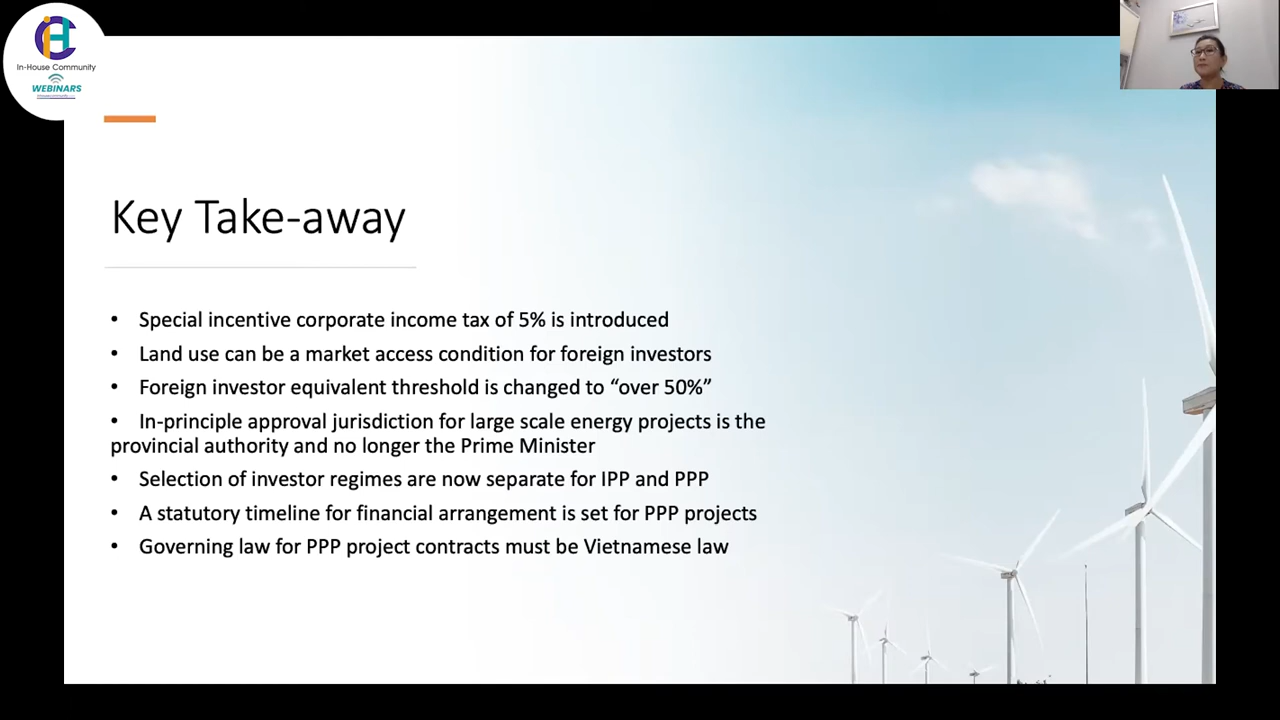 In-House Community
WEBINARS
Key Take-away
• Special incentive corporate income tax of 5% is introduced
• Land use can be a market access condition for foreign investors
• Foreign investor equivalent threshold is changed to “over 50%”
• In-principle approval jurisdiction for large scale energy projects is the
provincial authority and no longer the Prime Minister
• Selection of investor regimes are now separate for IPP and PPP
• A statutory timeline for financial arrangement is set for PPP projects
• Governing law for PPP project contracts must be Vietnamese law